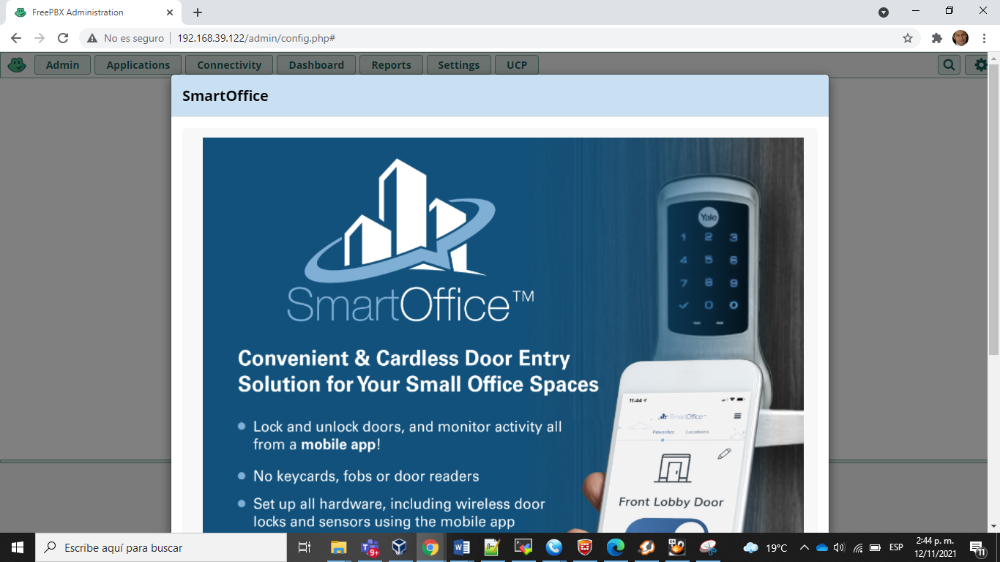 FreePBX Administration
No es seguro
192.168.39.122/admin/config.php#
Admin
Applications
Connectivity
Dashboard
Reports
Settings
UCP
SmartOffice
Yale
1 2 3
4 5 6
7 8 9
0
SmartOffice™
Convenient & Cardless Door Entry
Solution for Your Small Office Spaces
Lock and unlock doors, and monitor activity all
from a mobile app!
No keycards, fobs or door readers
Set up all hardware, including wireless door
locks and sensors using the mobile app
11:44
SmartOffice™
Favorites
Locations
Front Lobby Door
Escribe aquí para buscar
9+
19°C
ESP
2:44 p. m.
12/11/2021
11